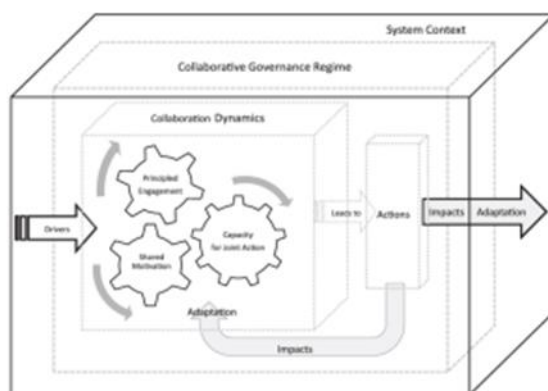 System Context
Collaborative Governance Regime
Collaboration Dynamics
Principled
Engagement
Shared
Motivation
Capacity
for Joint Action
Drivers
Leads to
Actions
Impacts
Adaptation
Adaptation
Impacts